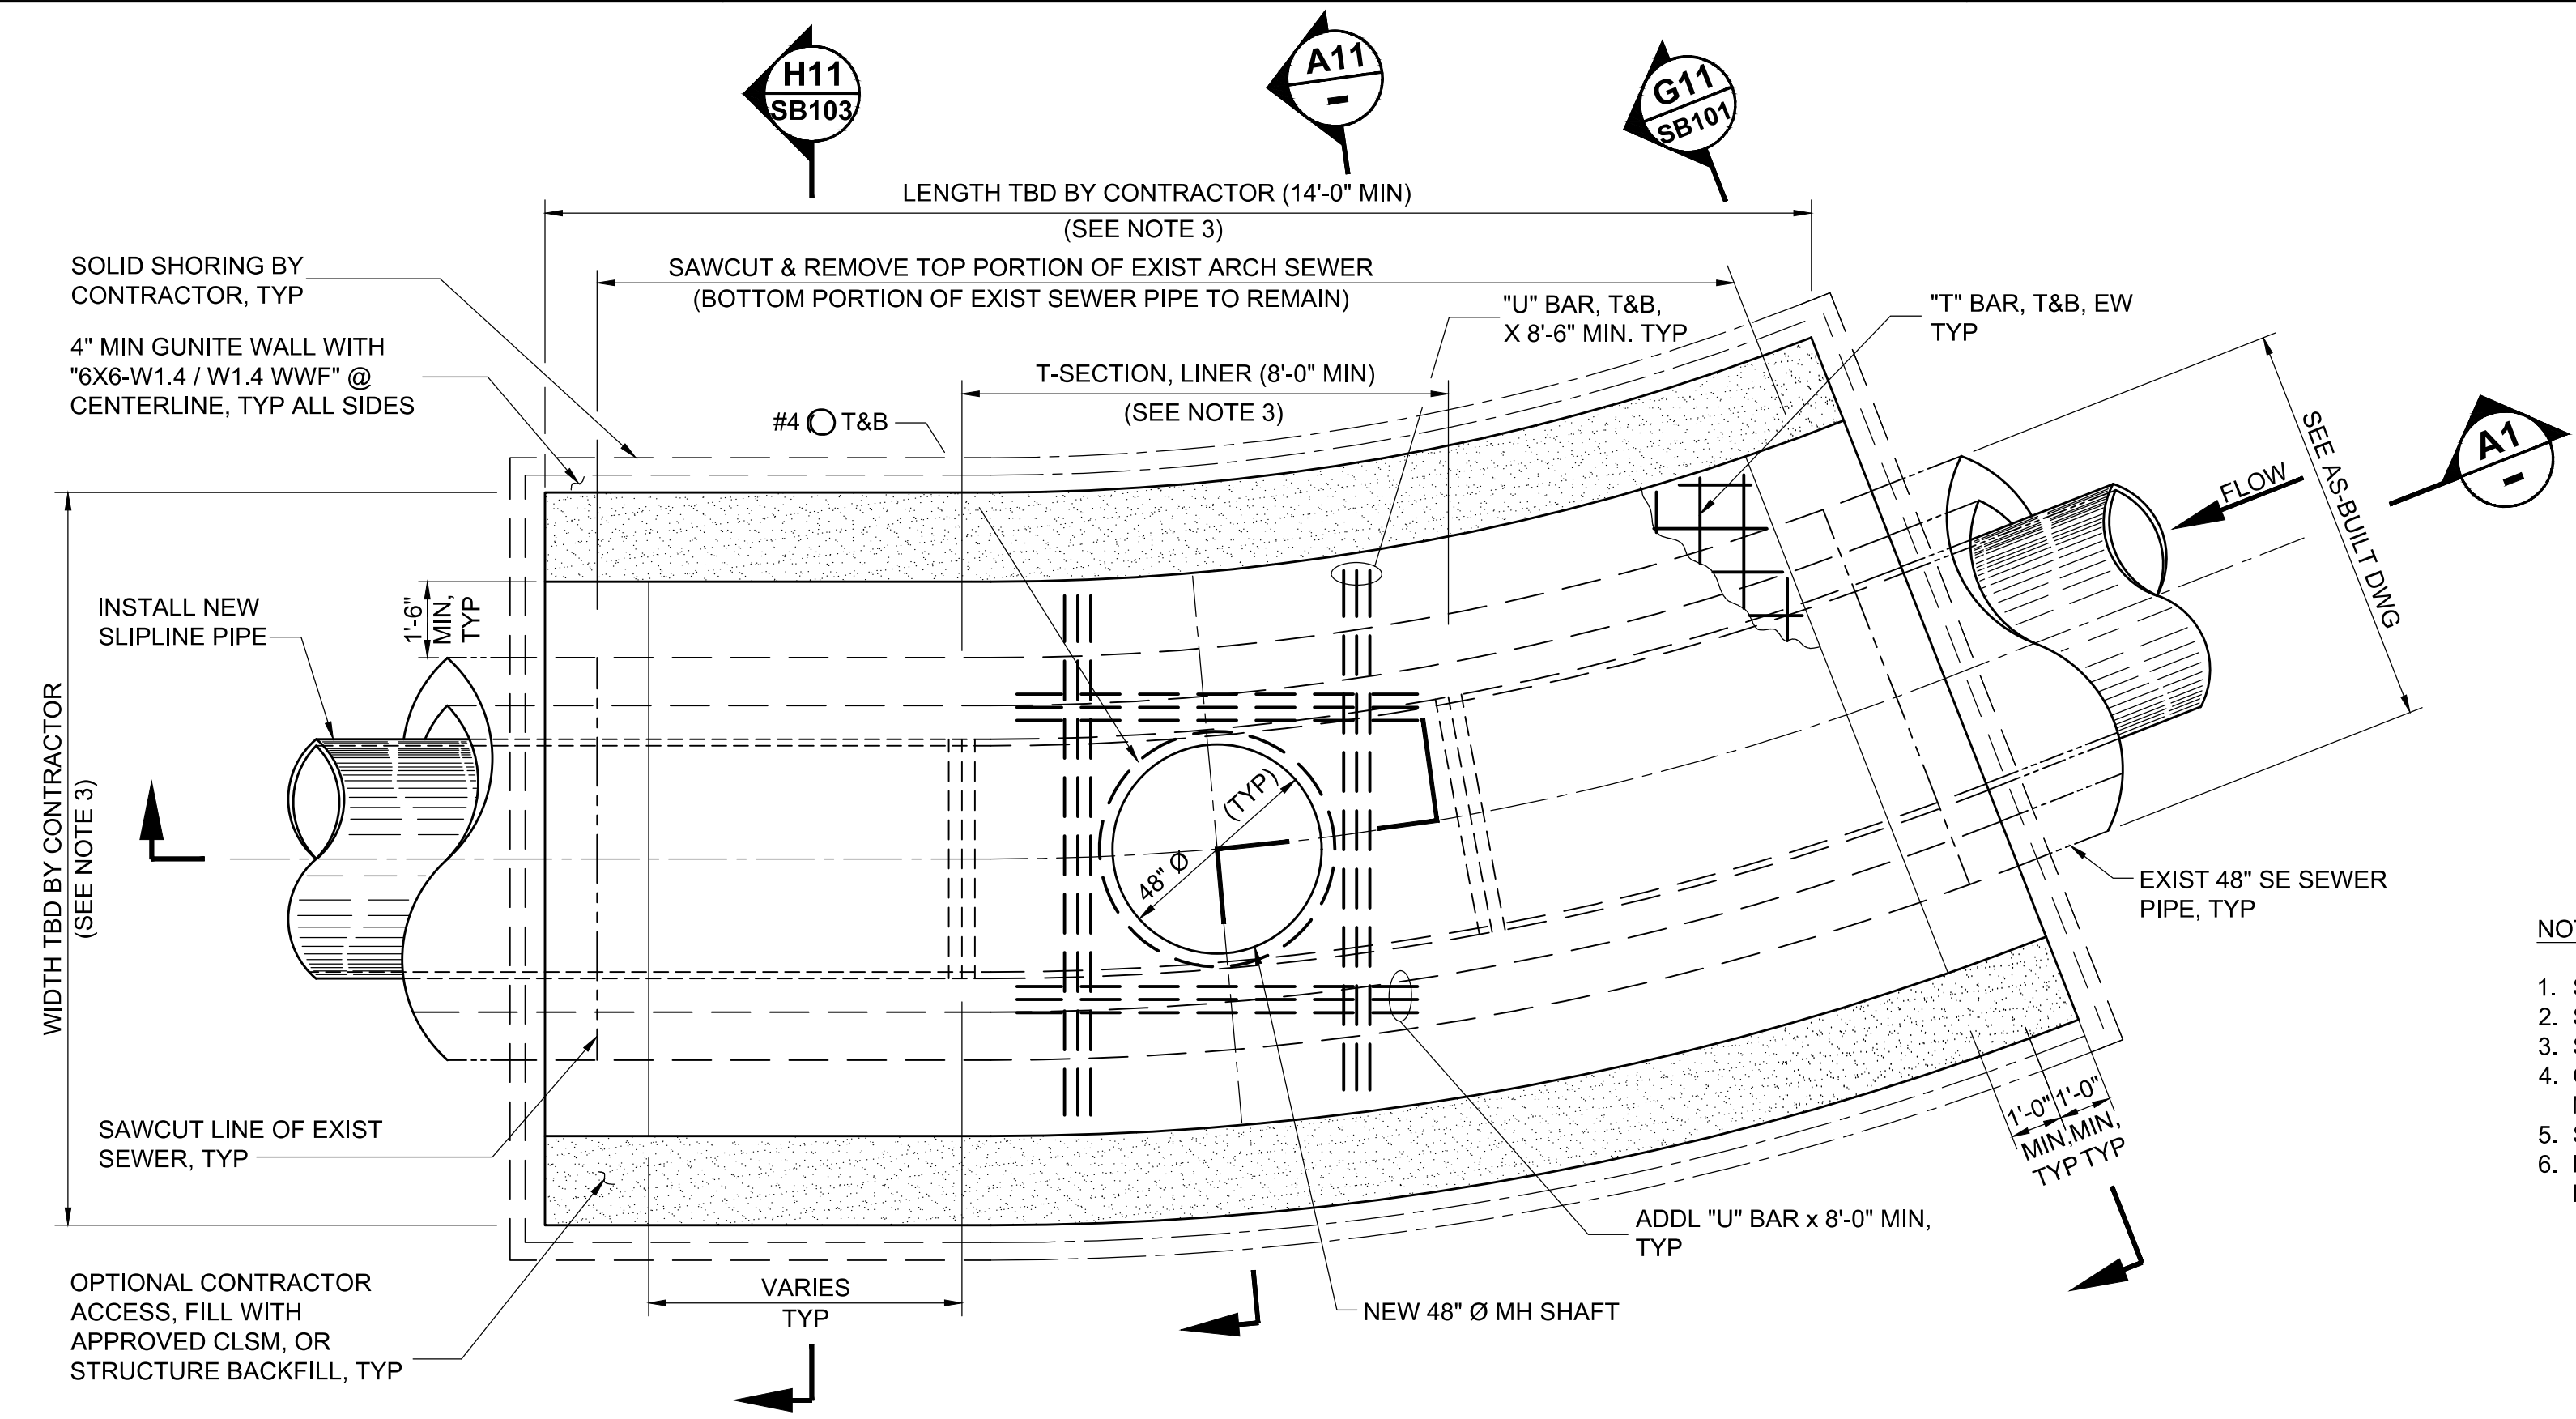 H11
SB103
A11
-
G11
SB101
LENGTH TBD BY CONTRACTOR (14'-0" MIN)
(SEE NOTE 3)
SAWCUT & REMOVE TOP PORTION OF EXIST ARCH SEWER
(BOTTOM PORTION OF EXIST SEWER PIPE TO REMAIN)
SOLID SHORING BY
CONTRACTOR, TYP
4" MIN GUNITE WALL WITH
"6X6-W1.4 / W1.4 WWF" @
CENTERLINE, TYP ALL SIDES
"U" BAR, T&B,
X 8'-6" MIN. TYP
"T" BAR, T&B, EW
TYP
T-SECTION, LINER (8'-0" MIN)
(SEE NOTE 3)
#4 T&B
A1
-
FLOW
SEE AS-BUILT DWG
INSTALL NEW
SLIPLINE PIPE
1'-6"
MIN,
TYP
WIDTH TBD BY CONTRACTOR
(SEE NOTE 3)
(TYP)
48" Ø
EXIST 48" SE SEWER
PIPE, TYP
1.
2.
3.
4.
5.
6.
SAWCUT LINE OF EXIST
SEWER, TYP
1'-0" 1'-0"
MIN, MIN,
TYP TYP
ADDL "U" BAR x 8'-0" MIN,
TYP
OPTIONAL CONTRACTOR
ACCESS, FILL WITH
APPROVED CLSM, OR
STRUCTURE BACKFILL, TYP
VARIES
TYP
NEW 48" Ø MH SHAFT